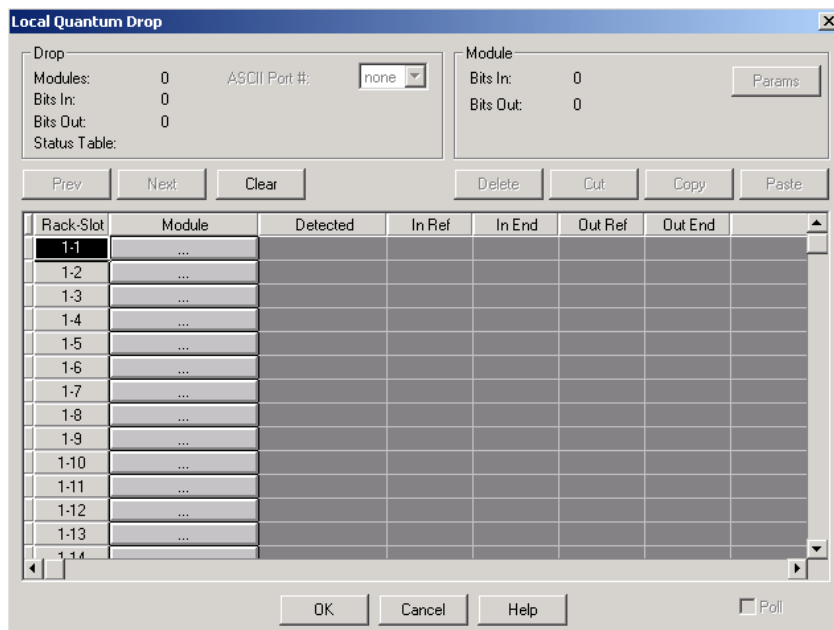 Local Quantum Drop
Drop
Modules: 0 ASCII Port #: none
Bits In: 0
Bits Out: 0
Status Table:
Module
Bits In: 0 Params
Bits Out: 0
Prev Next Clear Delete Cut Copy Paste
Rack-Slot Module Detected In Ref In End Out Ref Out End
1-1 ...
1-2 ...
1-3 ...
1-4 ...
1-5 ...
1-6 ...
1-7 ...
1-8 ...
1-9 ...
1-10 ...
1-11 ...
1-12 ...
1-13 ...
1-14
OK Cancel Help Poll